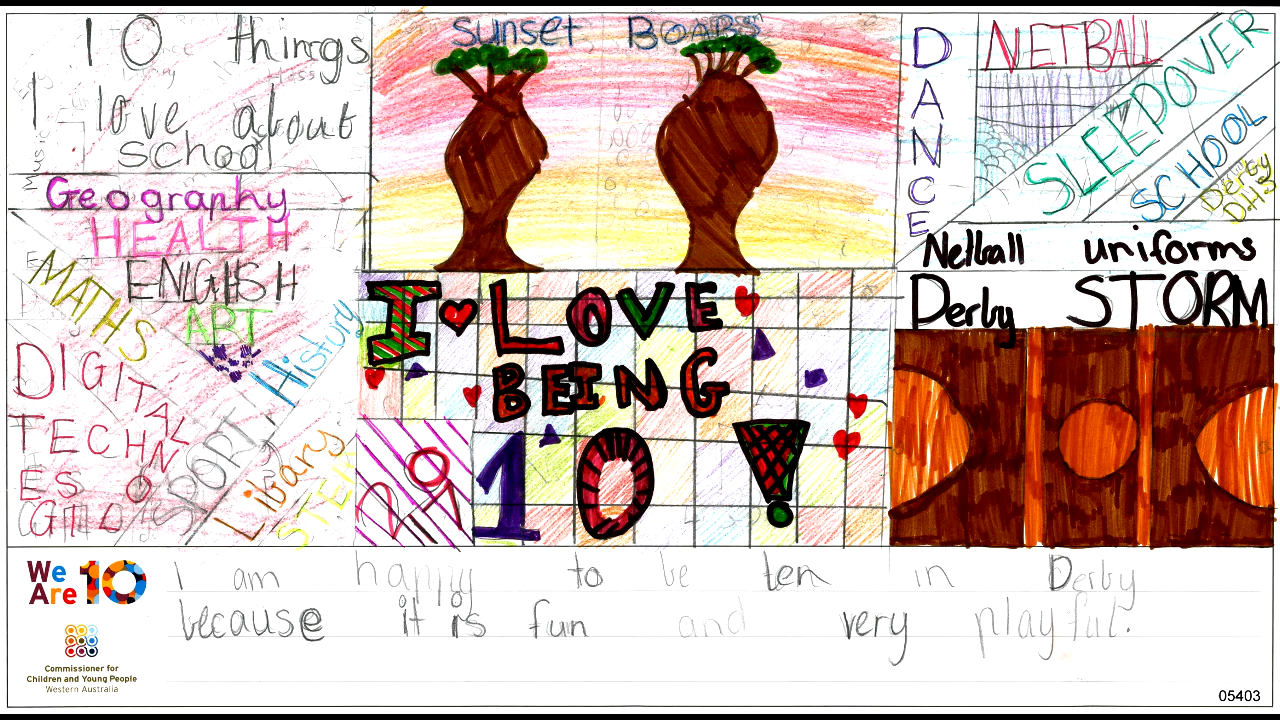 10 things
I love about
school
Geography
HEALTH
MATHS
ENGLISH
ART
History
DIGITAL
TECHN
SPORT
Library
STEM
Sunset BOABS
I LOVE
BEING
10 !
DANCE
NETBALL
SLEEPOVER
SCHOOL
Derby
D.H.S
Netball uniforms
Derby STORM
We
Are 10
I am happy to be ten in Derby
because it is fun and very playful.
Commissioner for
Children and Young People
Western Australia
05403